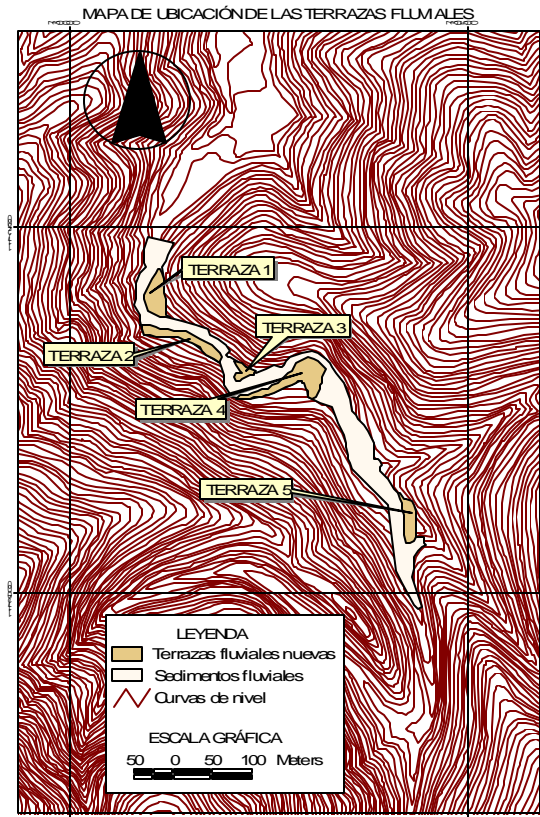 MAPA DE UBICACIÓN DE LAS TERRAZAS FLUVIALES
TERRAZA 1
TERRAZA 3
TERRAZA 2
TERRAZA 4
TERRAZA 5
LEYENDA
Terrazas fluviales nuevas
Sedimentos fluviales
Curvas de nivel
ESCALA GRÁFICA
50 0 50 100 Meters